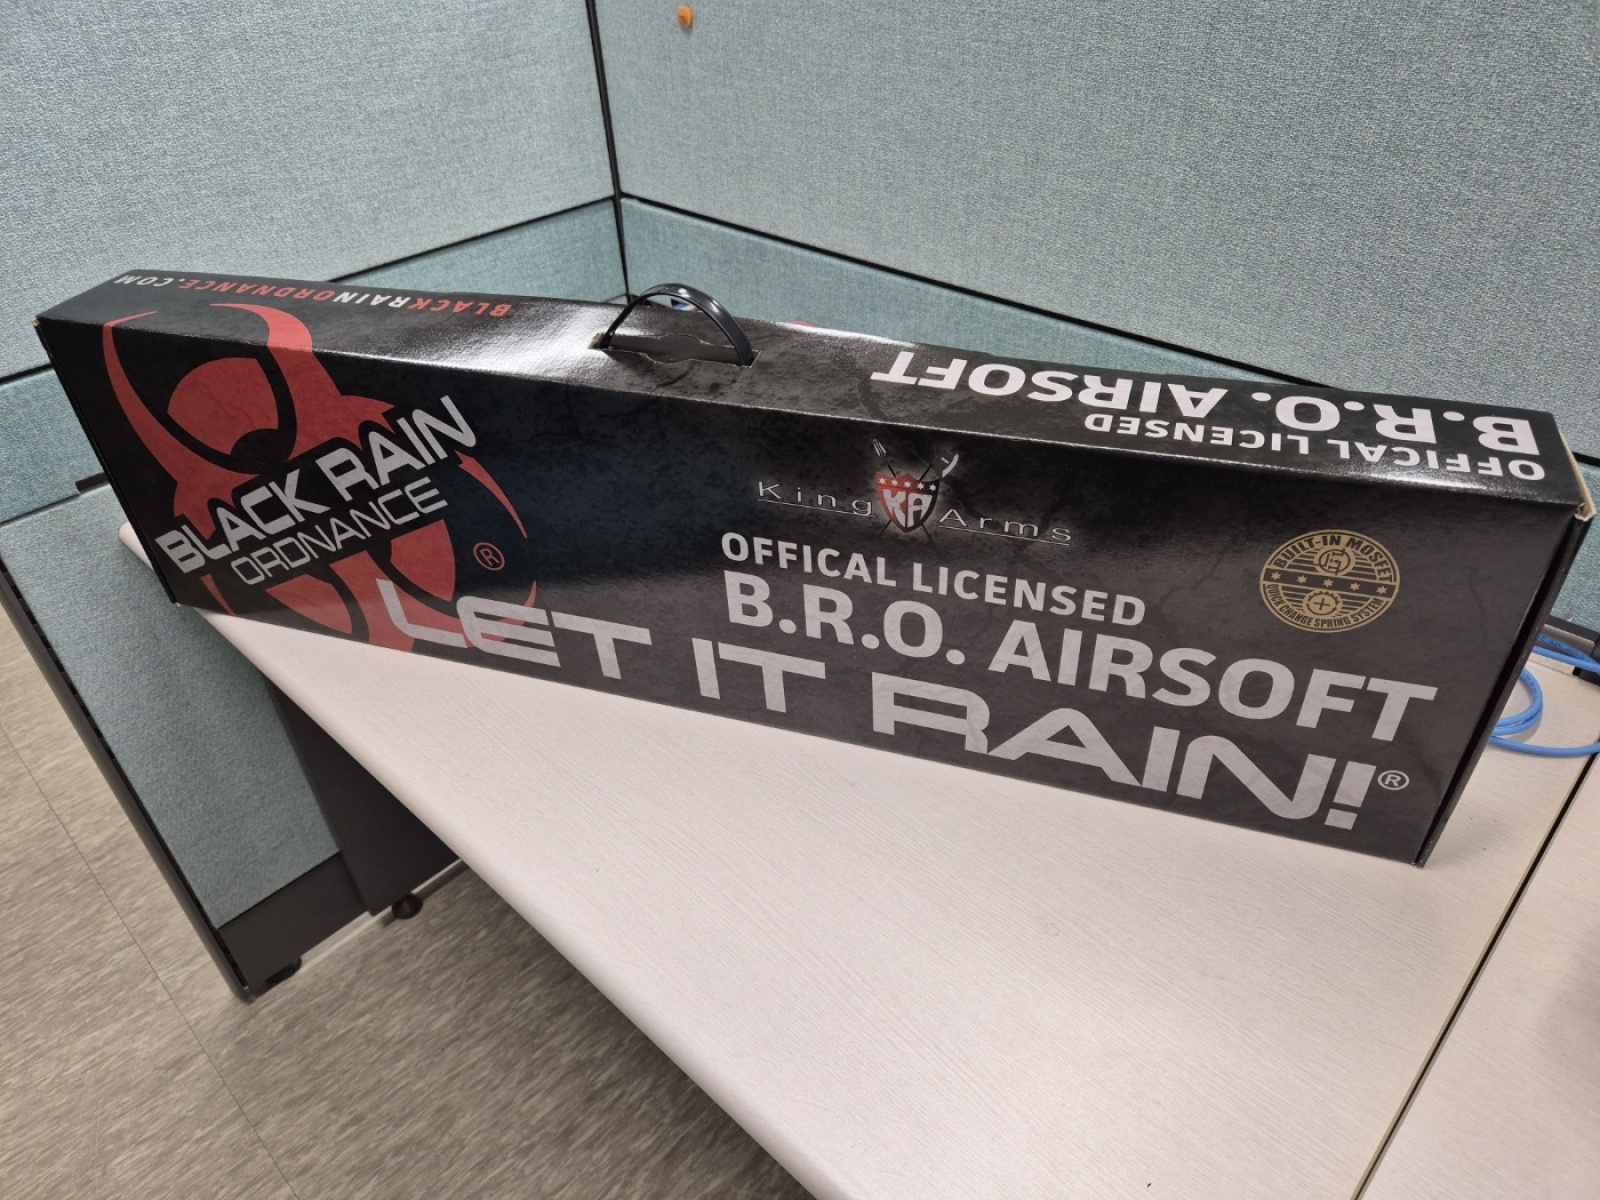 BLACKRAINORDNANCE.COM
OFFICAL LICENSED
B.R.O. AIRSOFT
BLACK RAIN
ORDNANCE
®
King KA Arms
OFFICAL LICENSED
B.R.O. AIRSOFT
LET IT RAIN!®
BUILT-IN MOSFET
QUICK CHANGE SPRING SYSTEM